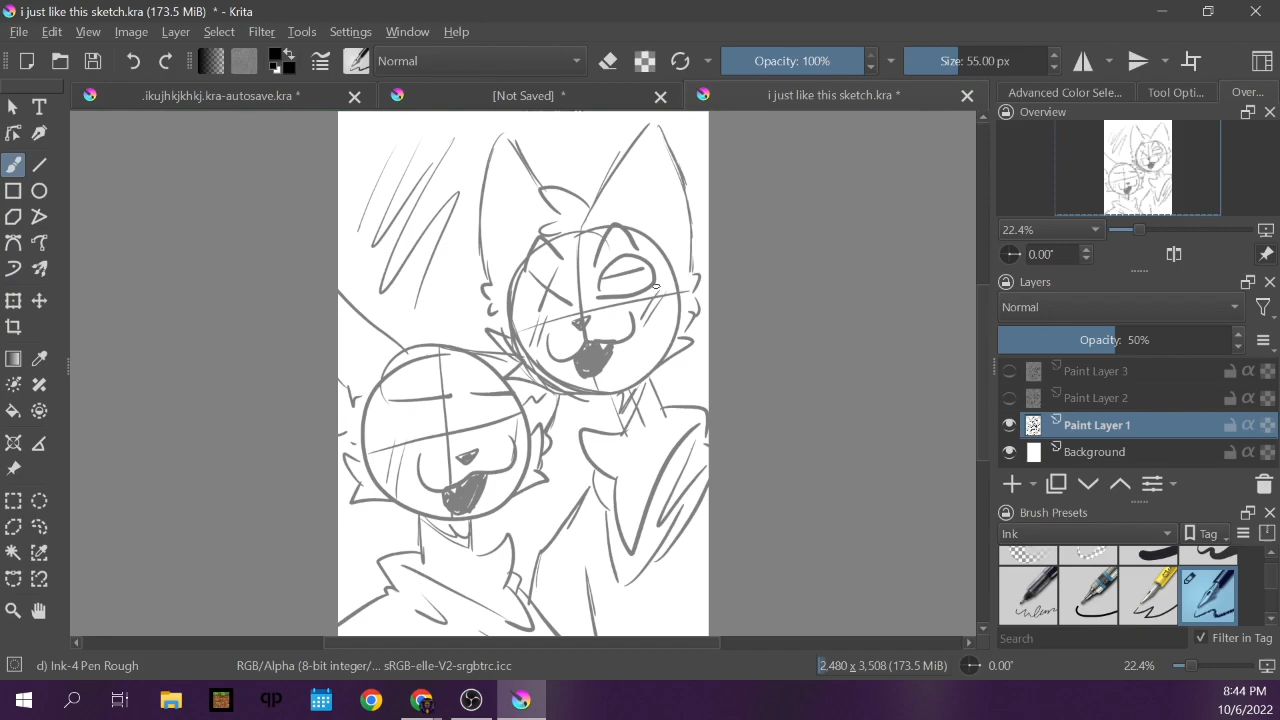 i just like this sketch.kra (173.5 MiB) * - Krita
File Edit View Image Layer Select Filter Tools Settings Window Help
Normal Opacity: 100% Size: 55.00 px
.ikujhkjkhkj.kra-autosave.kra * [Not Saved] * i just like this sketch.kra * Advanced Color Sele... Tool Opti... Over...
Overview
22.4%
0.00°
Layers
Normal
Opacity: 50%
Paint Layer 3
Paint Layer 2
Paint Layer 1
Background
Brush Presets
Ink Tag
Search Filter in Tag
d) Ink-4 Pen Rough RGB/Alpha (8-bit integer/... sRGB-elle-V2-srgbtrc.icc 2,480 x 3,508 (173.5 MiB) 0.00° 22.4%
8:44 PM
10/6/2022